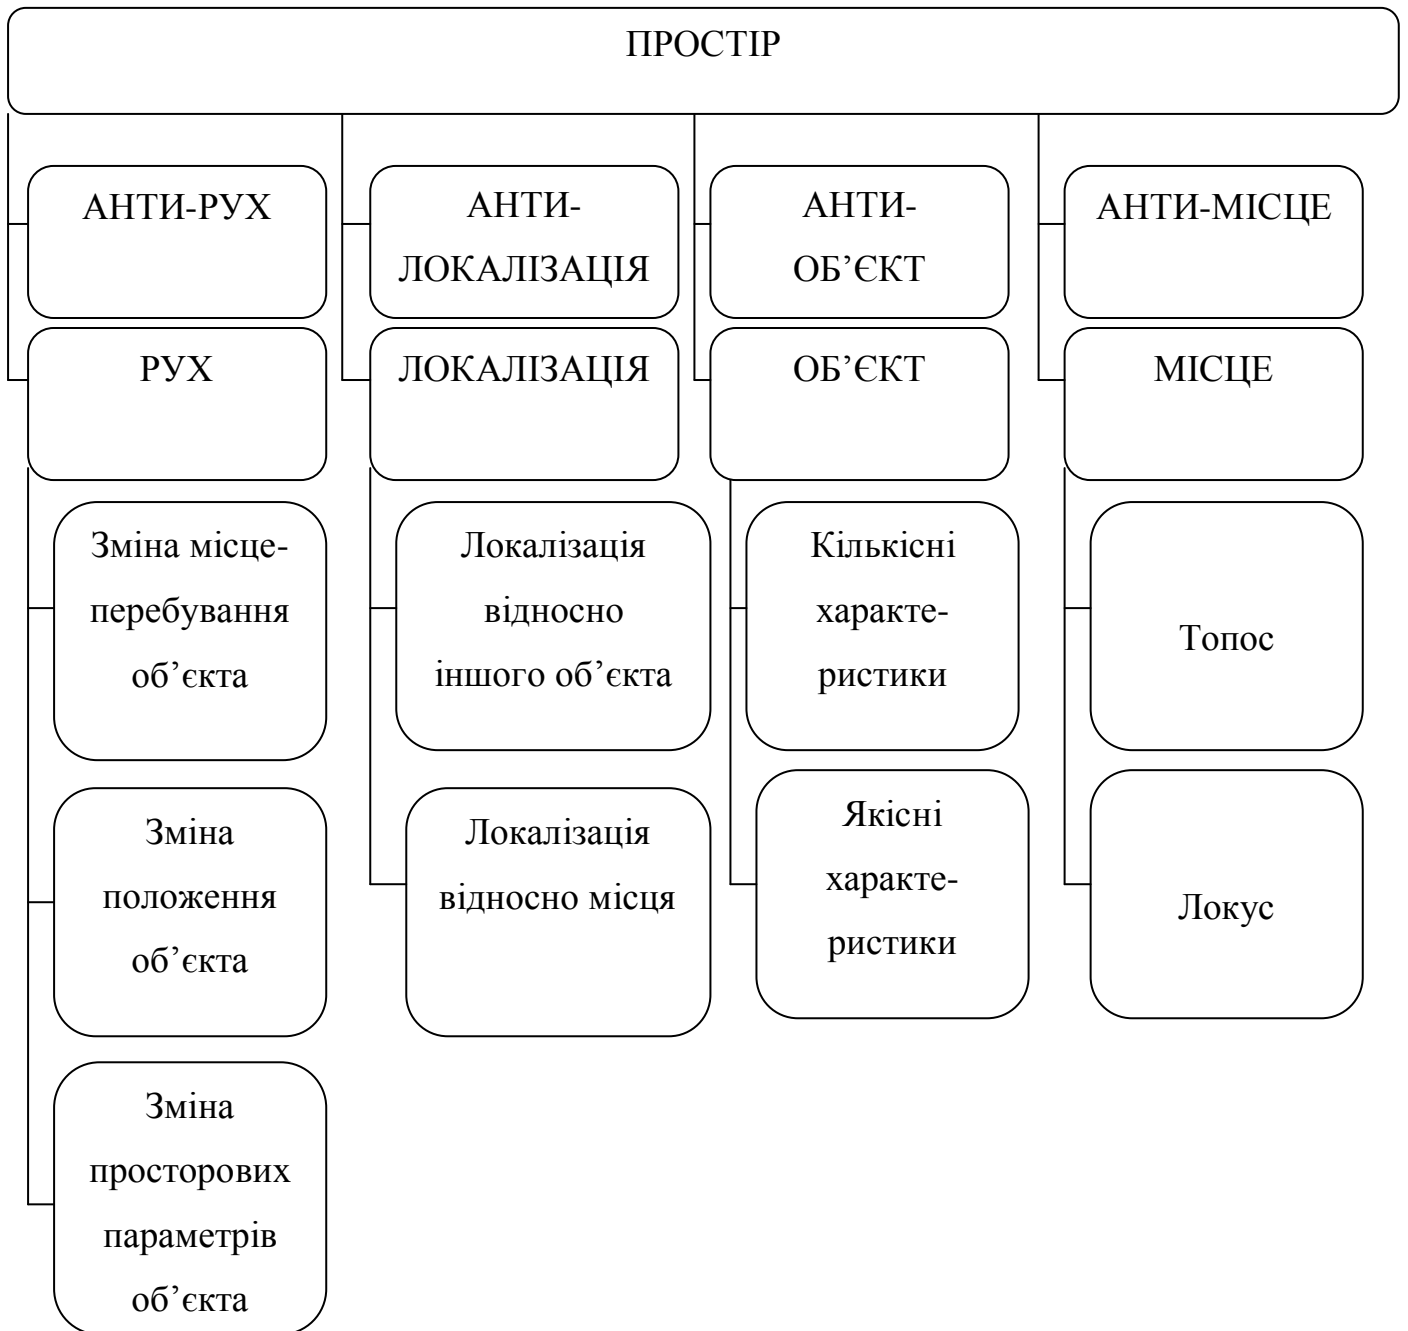 ПРОСТІР
АНТИ-РУХ
АНТИ-
ЛОКАЛІЗАЦІЯ
АНТИ-
ОБ’ЄКТ
АНТИ-МІСЦЕ
РУХ
ЛОКАЛІЗАЦІЯ
ОБ’ЄКТ
МІСЦЕ
Зміна місце-
перебування
об’єкта
Локалізація
відносно
іншого об’єкта
Кількісні
характе-
ристики
Топос
Зміна
положення
об’єкта
Локалізація
відносно місця
Якісні
характе-
ристики
Локус
Зміна
просторових
параметрів
об’єкта